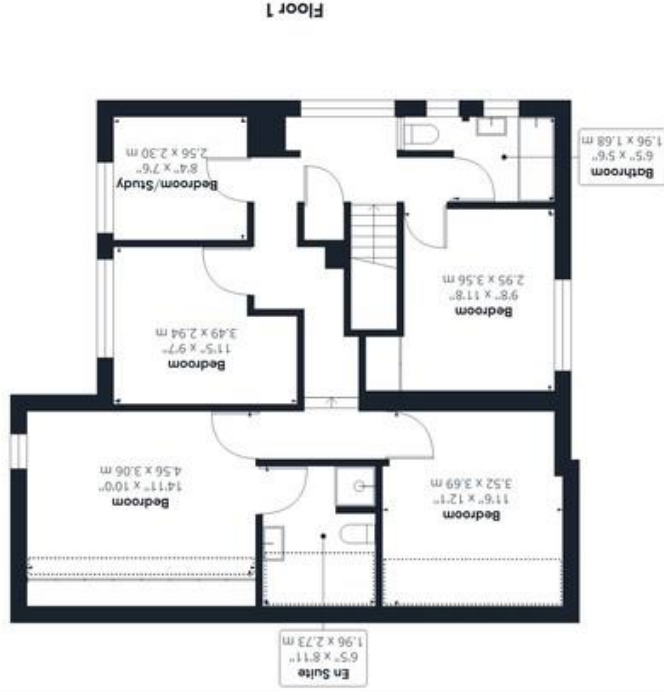 Floor 1
Bathroom
6'5" x 5'6"
1.96 x 1.68 m
Bedroom/Study
8'4" x 7'6"
2.56 x 2.30 m
Bedroom
9'8" x 11'8"
2.95 x 3.56 m
Bedroom
11'5" x 9'7"
3.49 x 2.94 m
Bedroom
11'6" x 12'1"
3.52 x 3.69 m
Bedroom
14'11" x 10'0"
4.56 x 3.06 m
En Suite
6'5" x 8'11"
1.96 x 2.73 m